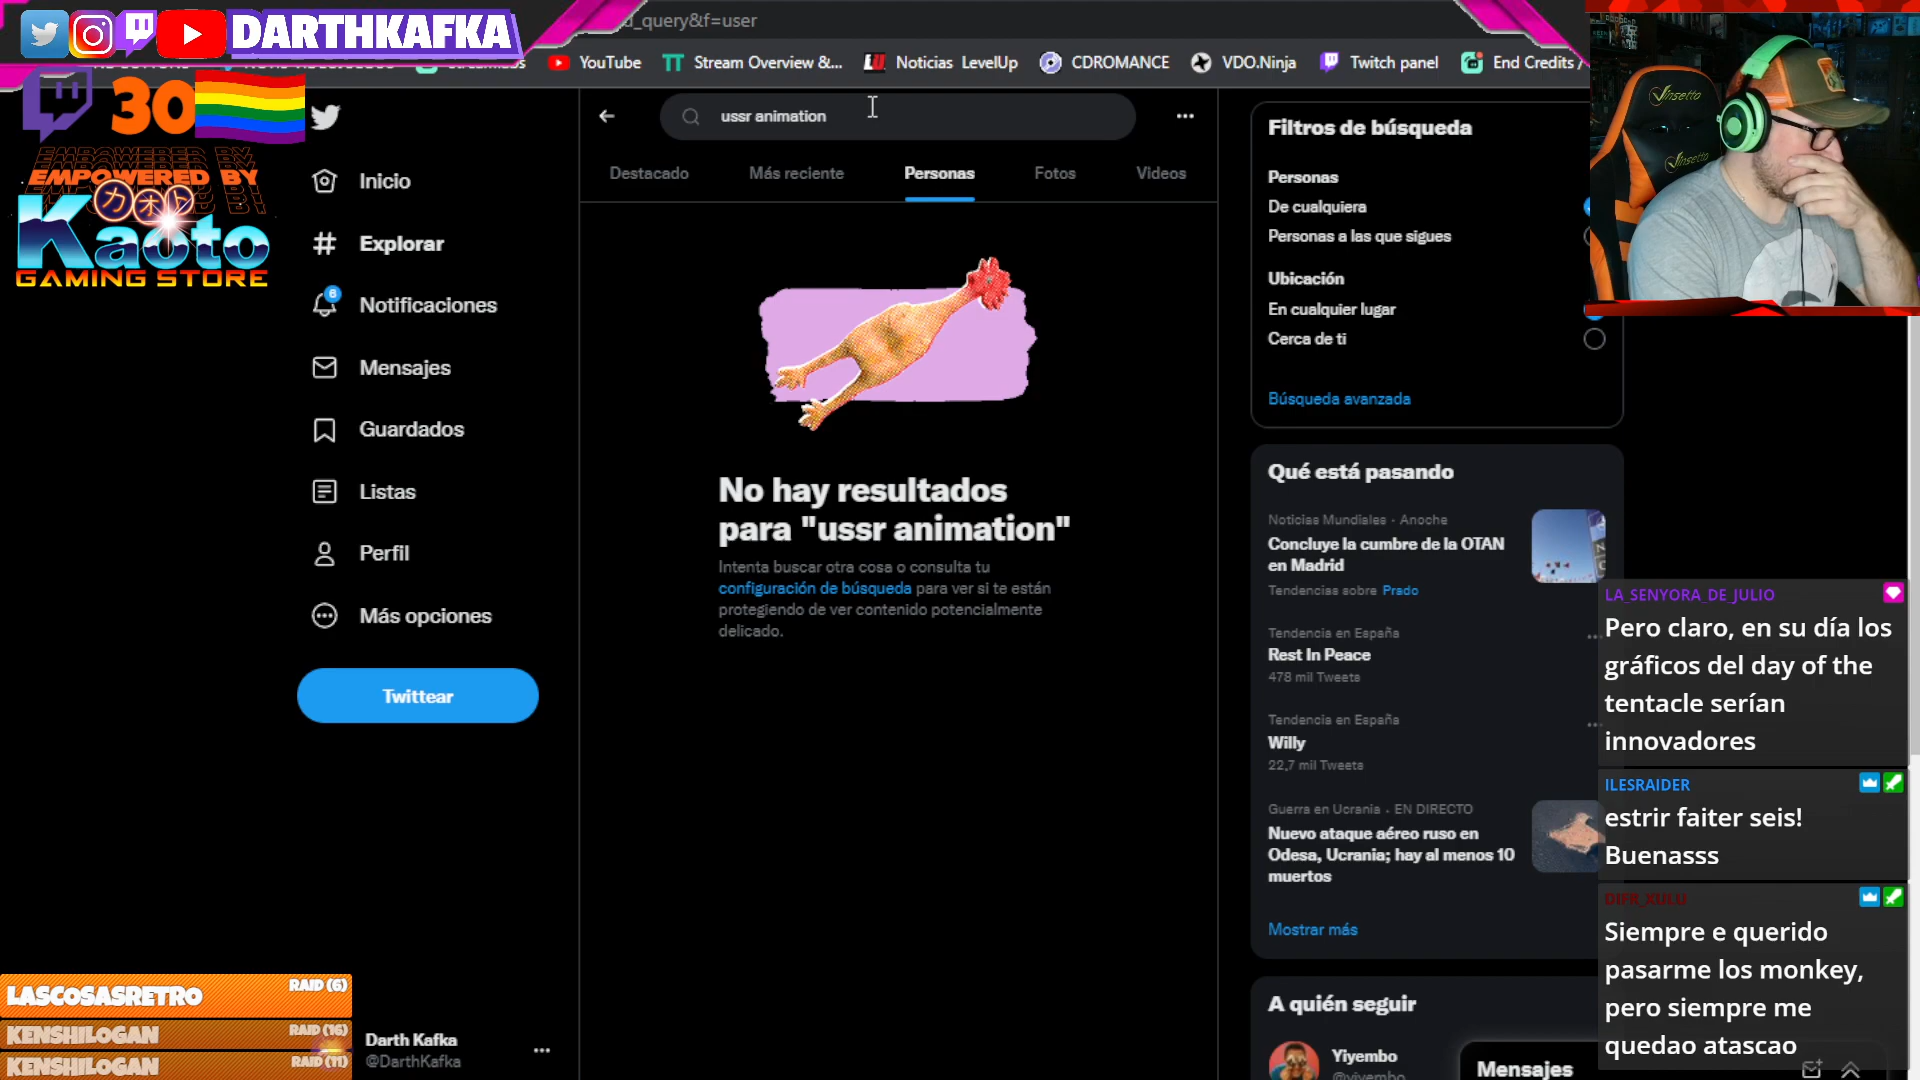 DARTHKAFKA
d_query&f=user
YouTube
Stream Overview &...
Noticias LevelUp
CDROMANCE
VDO.Ninja
Twitch panel
End Credits /
30
EMPOWERED BY
カオト
Kaoto
GAMING STORE
Inicio
Explorar
6
Notificaciones
Mensajes
Guardados
Listas
Perfil
Más opciones
Twittear
ussr animation
Destacado
Más reciente
Personas
Fotos
Videos
No hay resultados
para "ussr animation"
Intenta buscar otra cosa o consulta tu
configuración de búsqueda para ver si te están
protegiendo de ver contenido potencialmente
delicado.
Filtros de búsqueda
Personas
De cualquiera
Personas a las que sigues
Ubicación
En cualquier lugar
Cerca de ti
Búsqueda avanzada
Qué está pasando
Noticias Mundiales · Anoche
Concluye la cumbre de la OTAN
en Madrid
Tendencias sobre Prado
Tendencia en España
Rest In Peace
478 mil Tweets
Tendencia en España
Willy
22,7 mil Tweets
Guerra en Ucrania · EN DIRECTO
Nuevo ataque aéreo ruso en
Odesa, Ucrania; hay al menos 10
muertos
Mostrar más
A quién seguir
Yiyembo
@yiyembo
Mensajes
Vinsetto
Vinsetto
LA_SENYORA_DE_JULIO
Pero claro, en su día los
gráficos del day of the
tentacle serían
innovadores
ILESRAIDER
estrir faiter seis!
Buenasss
DIFR_KULU
Siempre e querido
pasarme los monkey,
pero siempre me
quedao atascao
LASCOSASRETRO RAID (6)
KENSHILOGAN RAID (16)
KENSHILOGAN RAID (11)
Darth Kafka
@DarthKafka